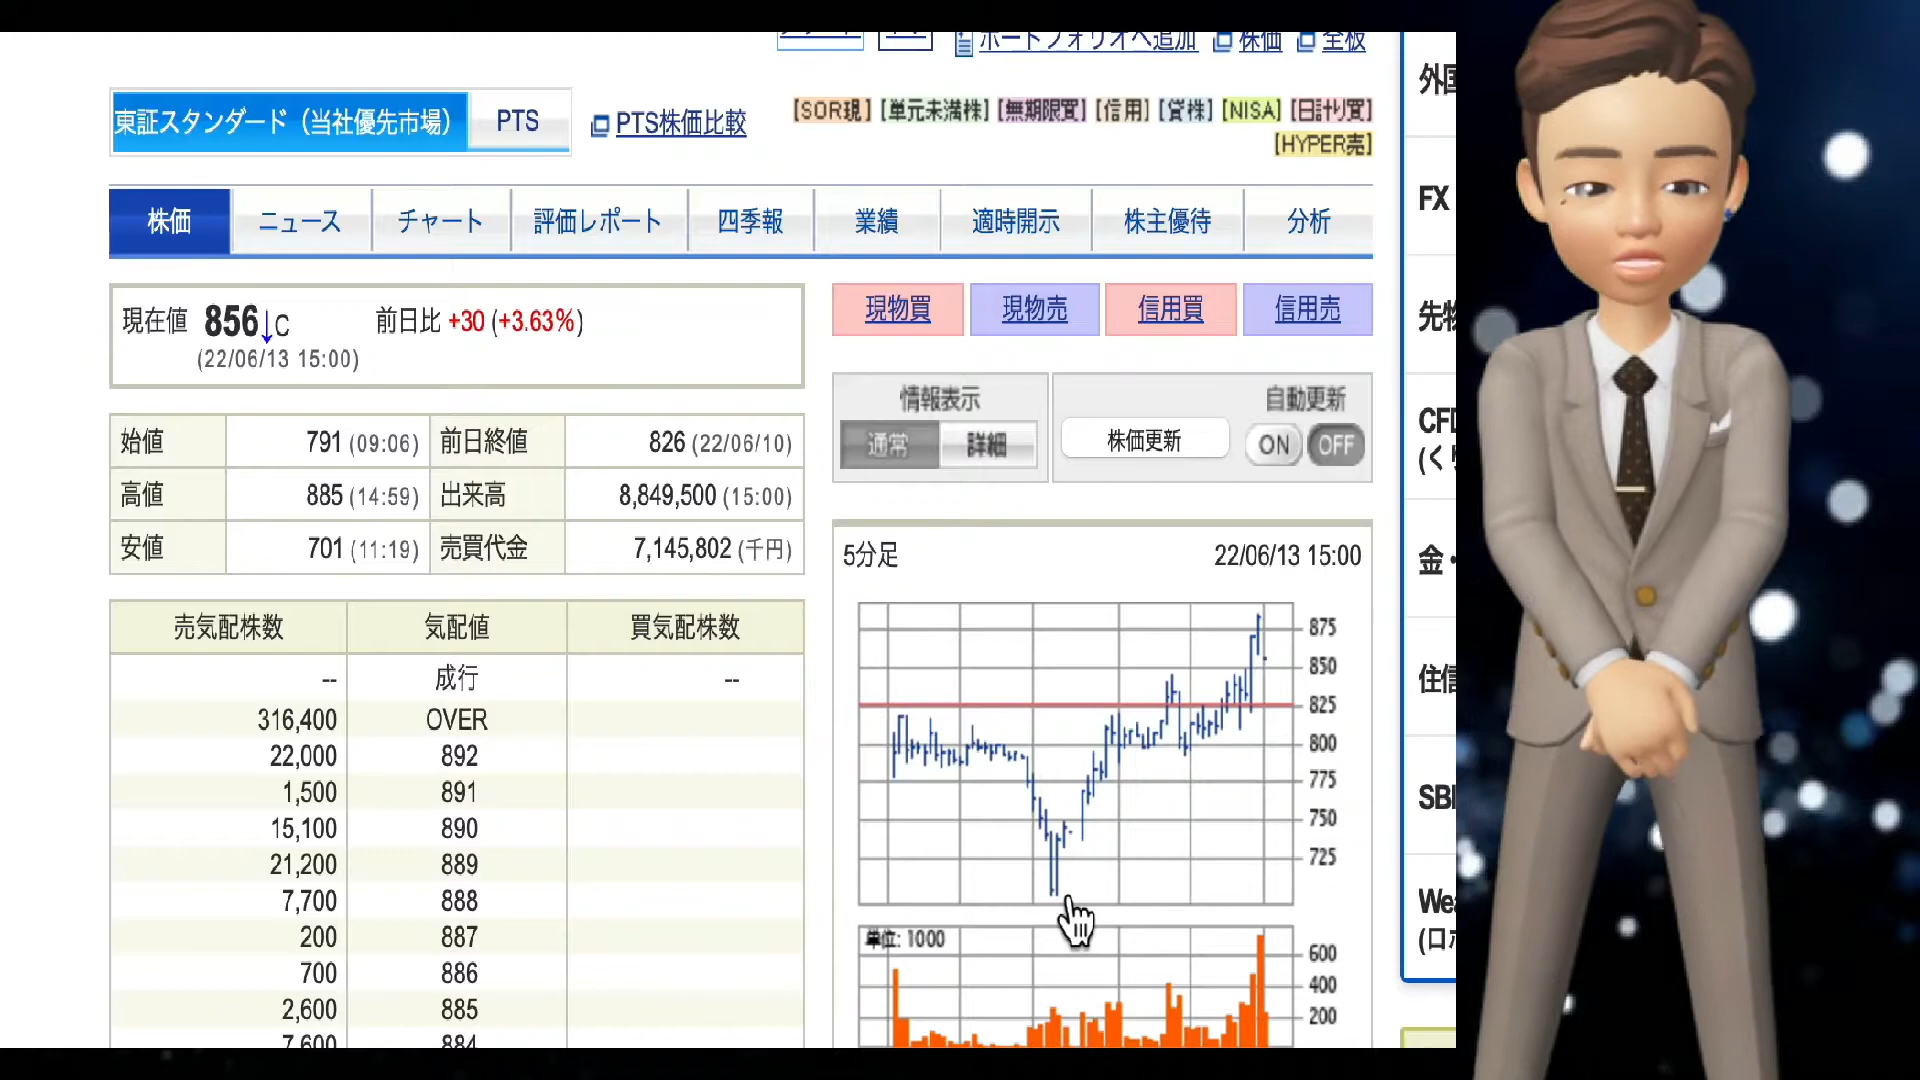 ポートフォリオへ追加 株価 全板
東証スタンダード（当社優先市場） PTS PTS株価比較
[SOR現] [単元未満株] [無期限買] [信用] [貸株] [NISA] [日計り買]
[HYPER売]
株価 ニュース チャート 評価レポート 四季報 業績 適時開示 株主優待 分析
現在値 856↓C 前日比 +30 (+3.63%)
(22/06/13 15:00)
現物買 現物売 信用買 信用売
情報表示 自動更新
通常 詳細 株価更新 ON OFF
始値 791 (09:06) 前日終値 826 (22/06/10)
高値 885 (14:59) 出来高 8,849,500 (15:00)
安値 701 (11:19) 売買代金 7,145,802 (千円)
5分足 22/06/13 15:00
875
850
825
800
775
750
725
単位: 1000
600
400
200
売気配株数 気配値 買気配株数
-- 成行 --
316,400 OVER
22,000 892
1,500 891
15,100 890
21,200 889
7,700 888
200 887
700 886
2,600 885
7,600 884
外国
FX
先物
CFD
(くり
金・
住信
SBI
We
(ロボ